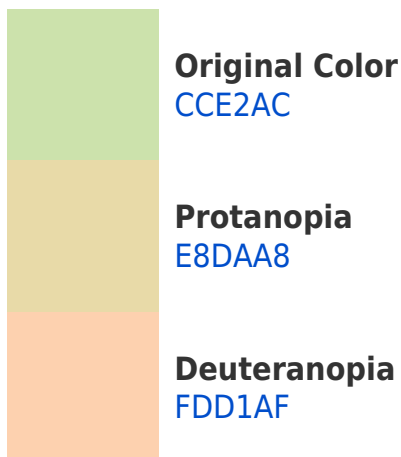 Original Color
CCE2AC
Protanopia
E8DAA8
Deuteranopia
FDD1AF